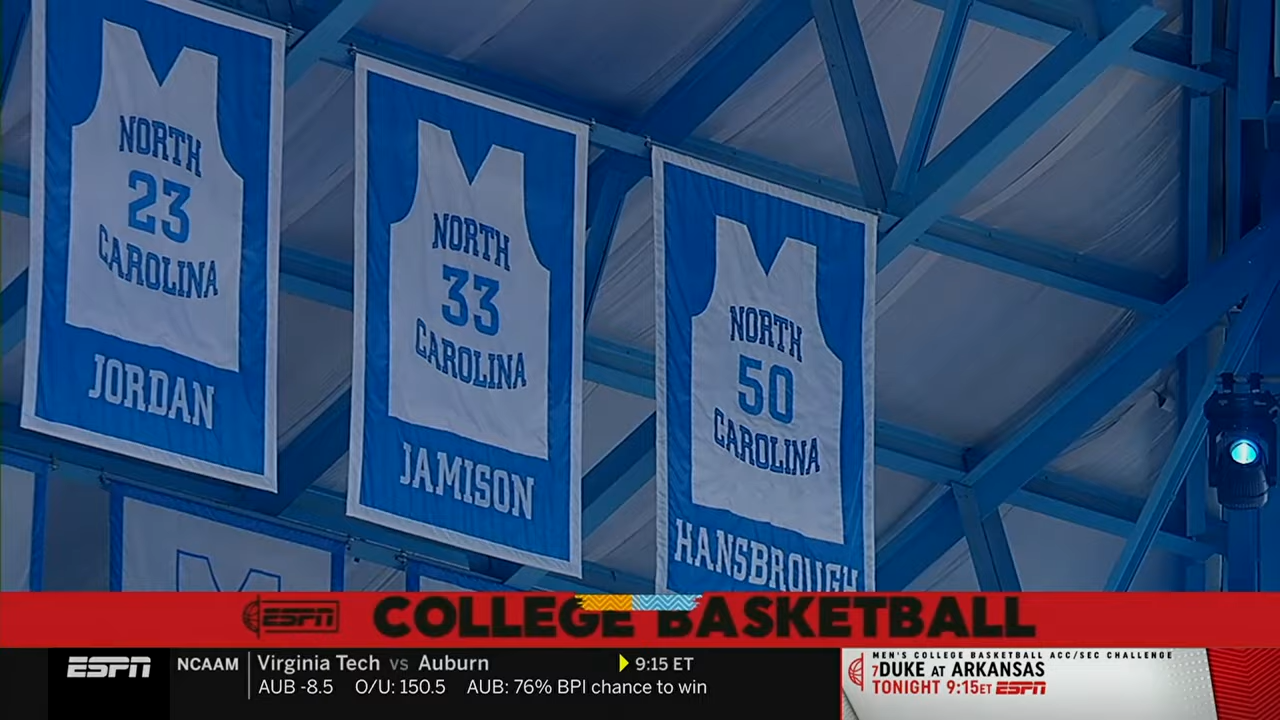 NORTH
23
CAROLINA
JORDAN
NORTH
33
CAROLINA
JAMISON
NORTH
50
CAROLINA
HANSBROUGH
ESPN COLLEGE BASKETBALL
ESPN
NCAAM
Virginia Tech vs Auburn 9:15 ET
AUB -8.5 O/U: 150.5 AUB: 76% BPI chance to win
MEN'S COLLEGE BASKETBALL ACC/SEC CHALLENGE
7DUKE AT ARKANSAS
TONIGHT 9:15ET ESPN